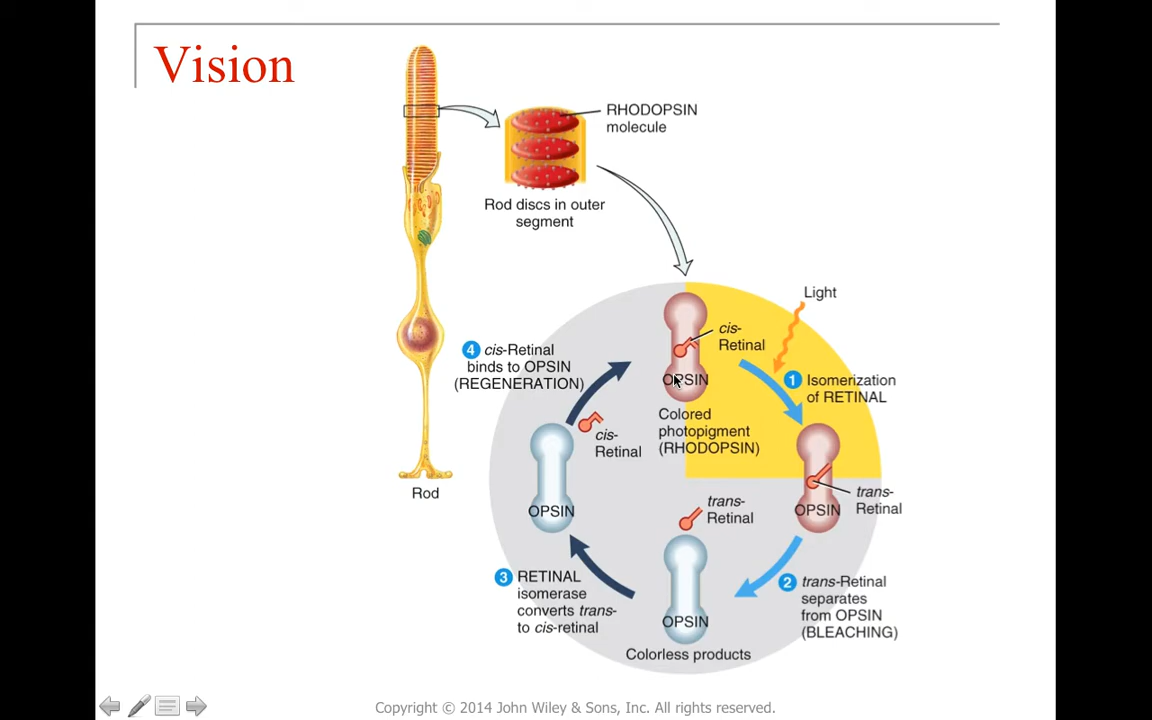 Vision
RHODOPSIN
molecule
Rod discs in outer
segment
Light
cis-
Retinal
4 cis-Retinal
binds to OPSIN
(REGENERATION)
1 Isomerization
of RETINAL
OPSIN
Colored
photopigment
(RHODOPSIN)
cis-
Retinal
Rod
trans-
Retinal
OPSIN
trans-
Retinal
OPSIN
3 RETINAL
isomerase
converts trans-
to cis-retinal
2 trans-Retinal
separates
from OPSIN
(BLEACHING)
OPSIN
Colorless products
Copyright © 2014 John Wiley & Sons, Inc. All rights reserved.